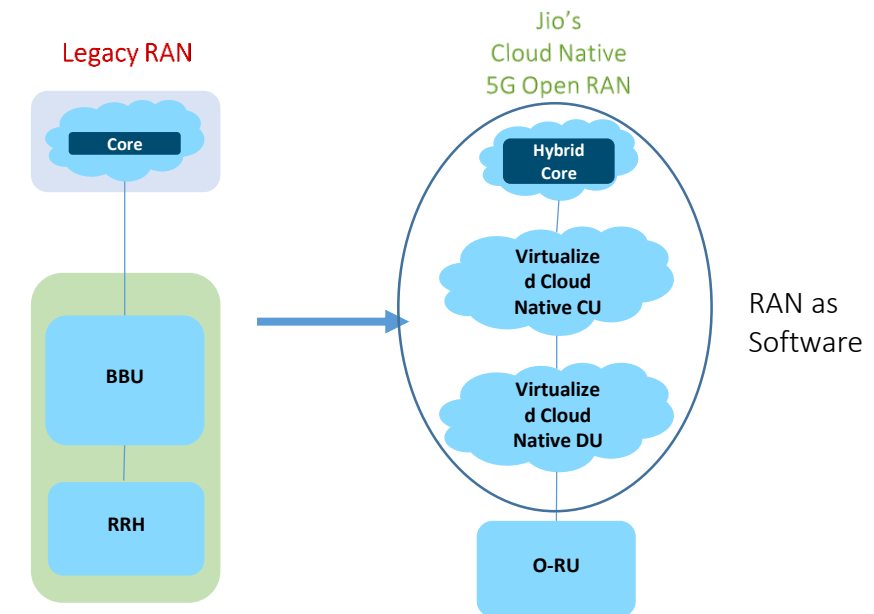 Legacy RAN
Core
BBU
RRH
Jio's
Cloud Native
5G Open RAN
Hybrid
Core
Virtualize
d Cloud
Native CU
Virtualize
d Cloud
Native DU
O-RU
RAN as
Software